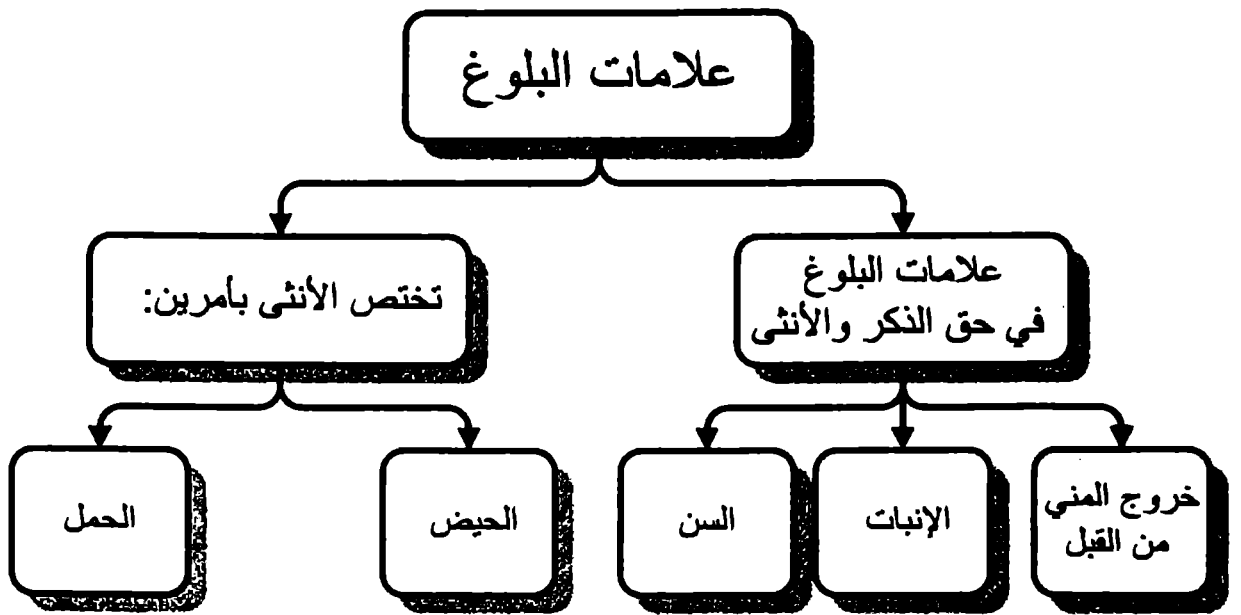 علامات البلوغ
علامات البلوغ
في حق الذكر والأنثى
تختص الأنثى بأمرين:
خروج المني
من القبل
الإنبات
السن
الحيض
الحمل